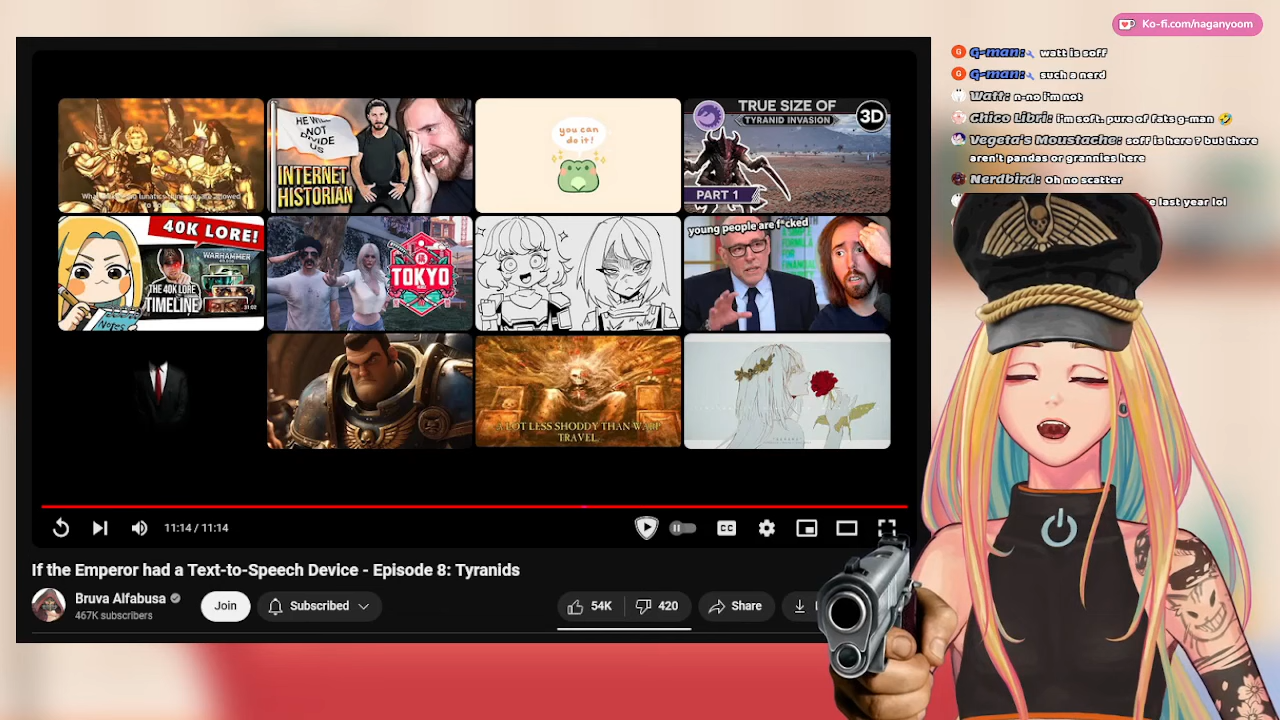 Ko-fi.com/naganyoom
G-man: watt is soff
G-man: such a nerd
Watt: n-no i'm not
Chico Libri: i'm soft. pure of fats g-man 🤣
Vegeta's Moustache: soff is here ? but there
aren't pandas or grannies here
Nerdbird: Oh no scatter
e last year lol
HE WILL
NOT
DIVIDE
US
INTERNET
HISTORIAN
you can
do it!
TRUE SIZE OF
TYRANID INVASION
3D
PART 1
40K LORE!
WARHAMMER
THE 40K LORE
TIMELINE
Notes
TOKYO
young people are f*cked
A LOT LESS SHODDY THAN WARP
TRAVEL.
11:14 / 11:14
CC
If the Emperor had a Text-to-Speech Device - Episode 8: Tyranids
Bruva Alfabusa
467K subscribers
Join
Subscribed
54K
420
Share